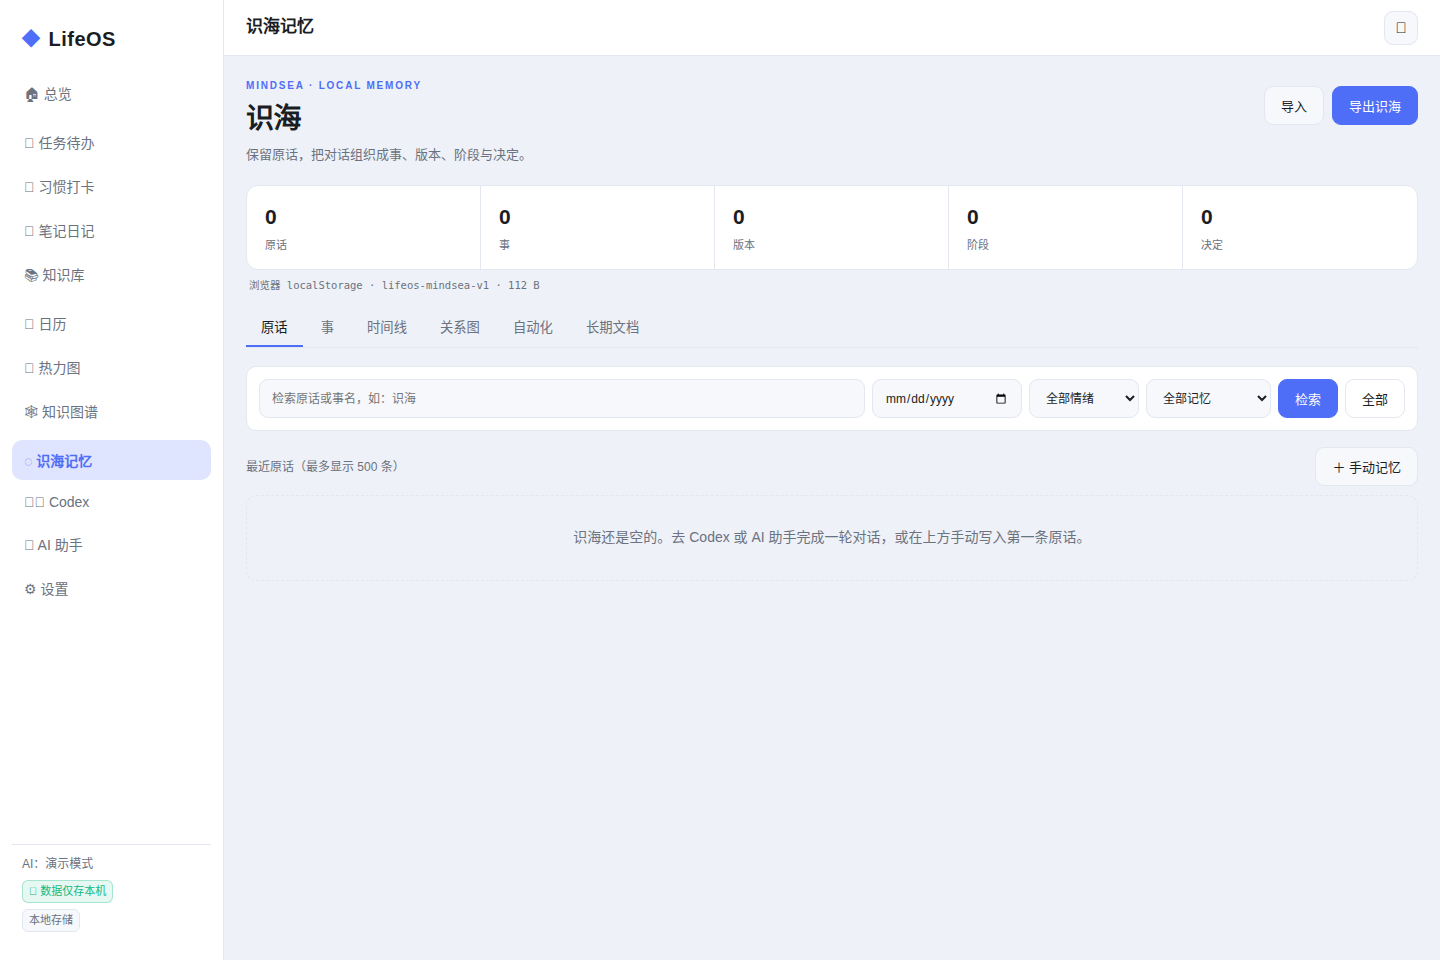 LifeOS
总览
任务待办
习惯打卡
笔记日记
知识库
日历
热力图
知识图谱
识海记忆
Codex
AI 助手
设置
AI：演示模式
数据仅存本机
本地存储
识海记忆
MINDSEA · LOCAL MEMORY
识海
保留原话，把对话组织成事、版本、阶段与决定。
导入
导出识海
0
原话
0
事
0
版本
0
阶段
0
决定
浏览器 localStorage · lifeos-mindsea-v1 · 112 B
原话 事 时间线 关系图 自动化 长期文档
检索原话或事名，如：识海 mm/dd/yyyy 全部情绪 全部记忆 检索 全部
最近原话（最多显示 500 条）
＋ 手动记忆
识海还是空的。去 Codex 或 AI 助手完成一轮对话，或在上方手动写入第一条原话。